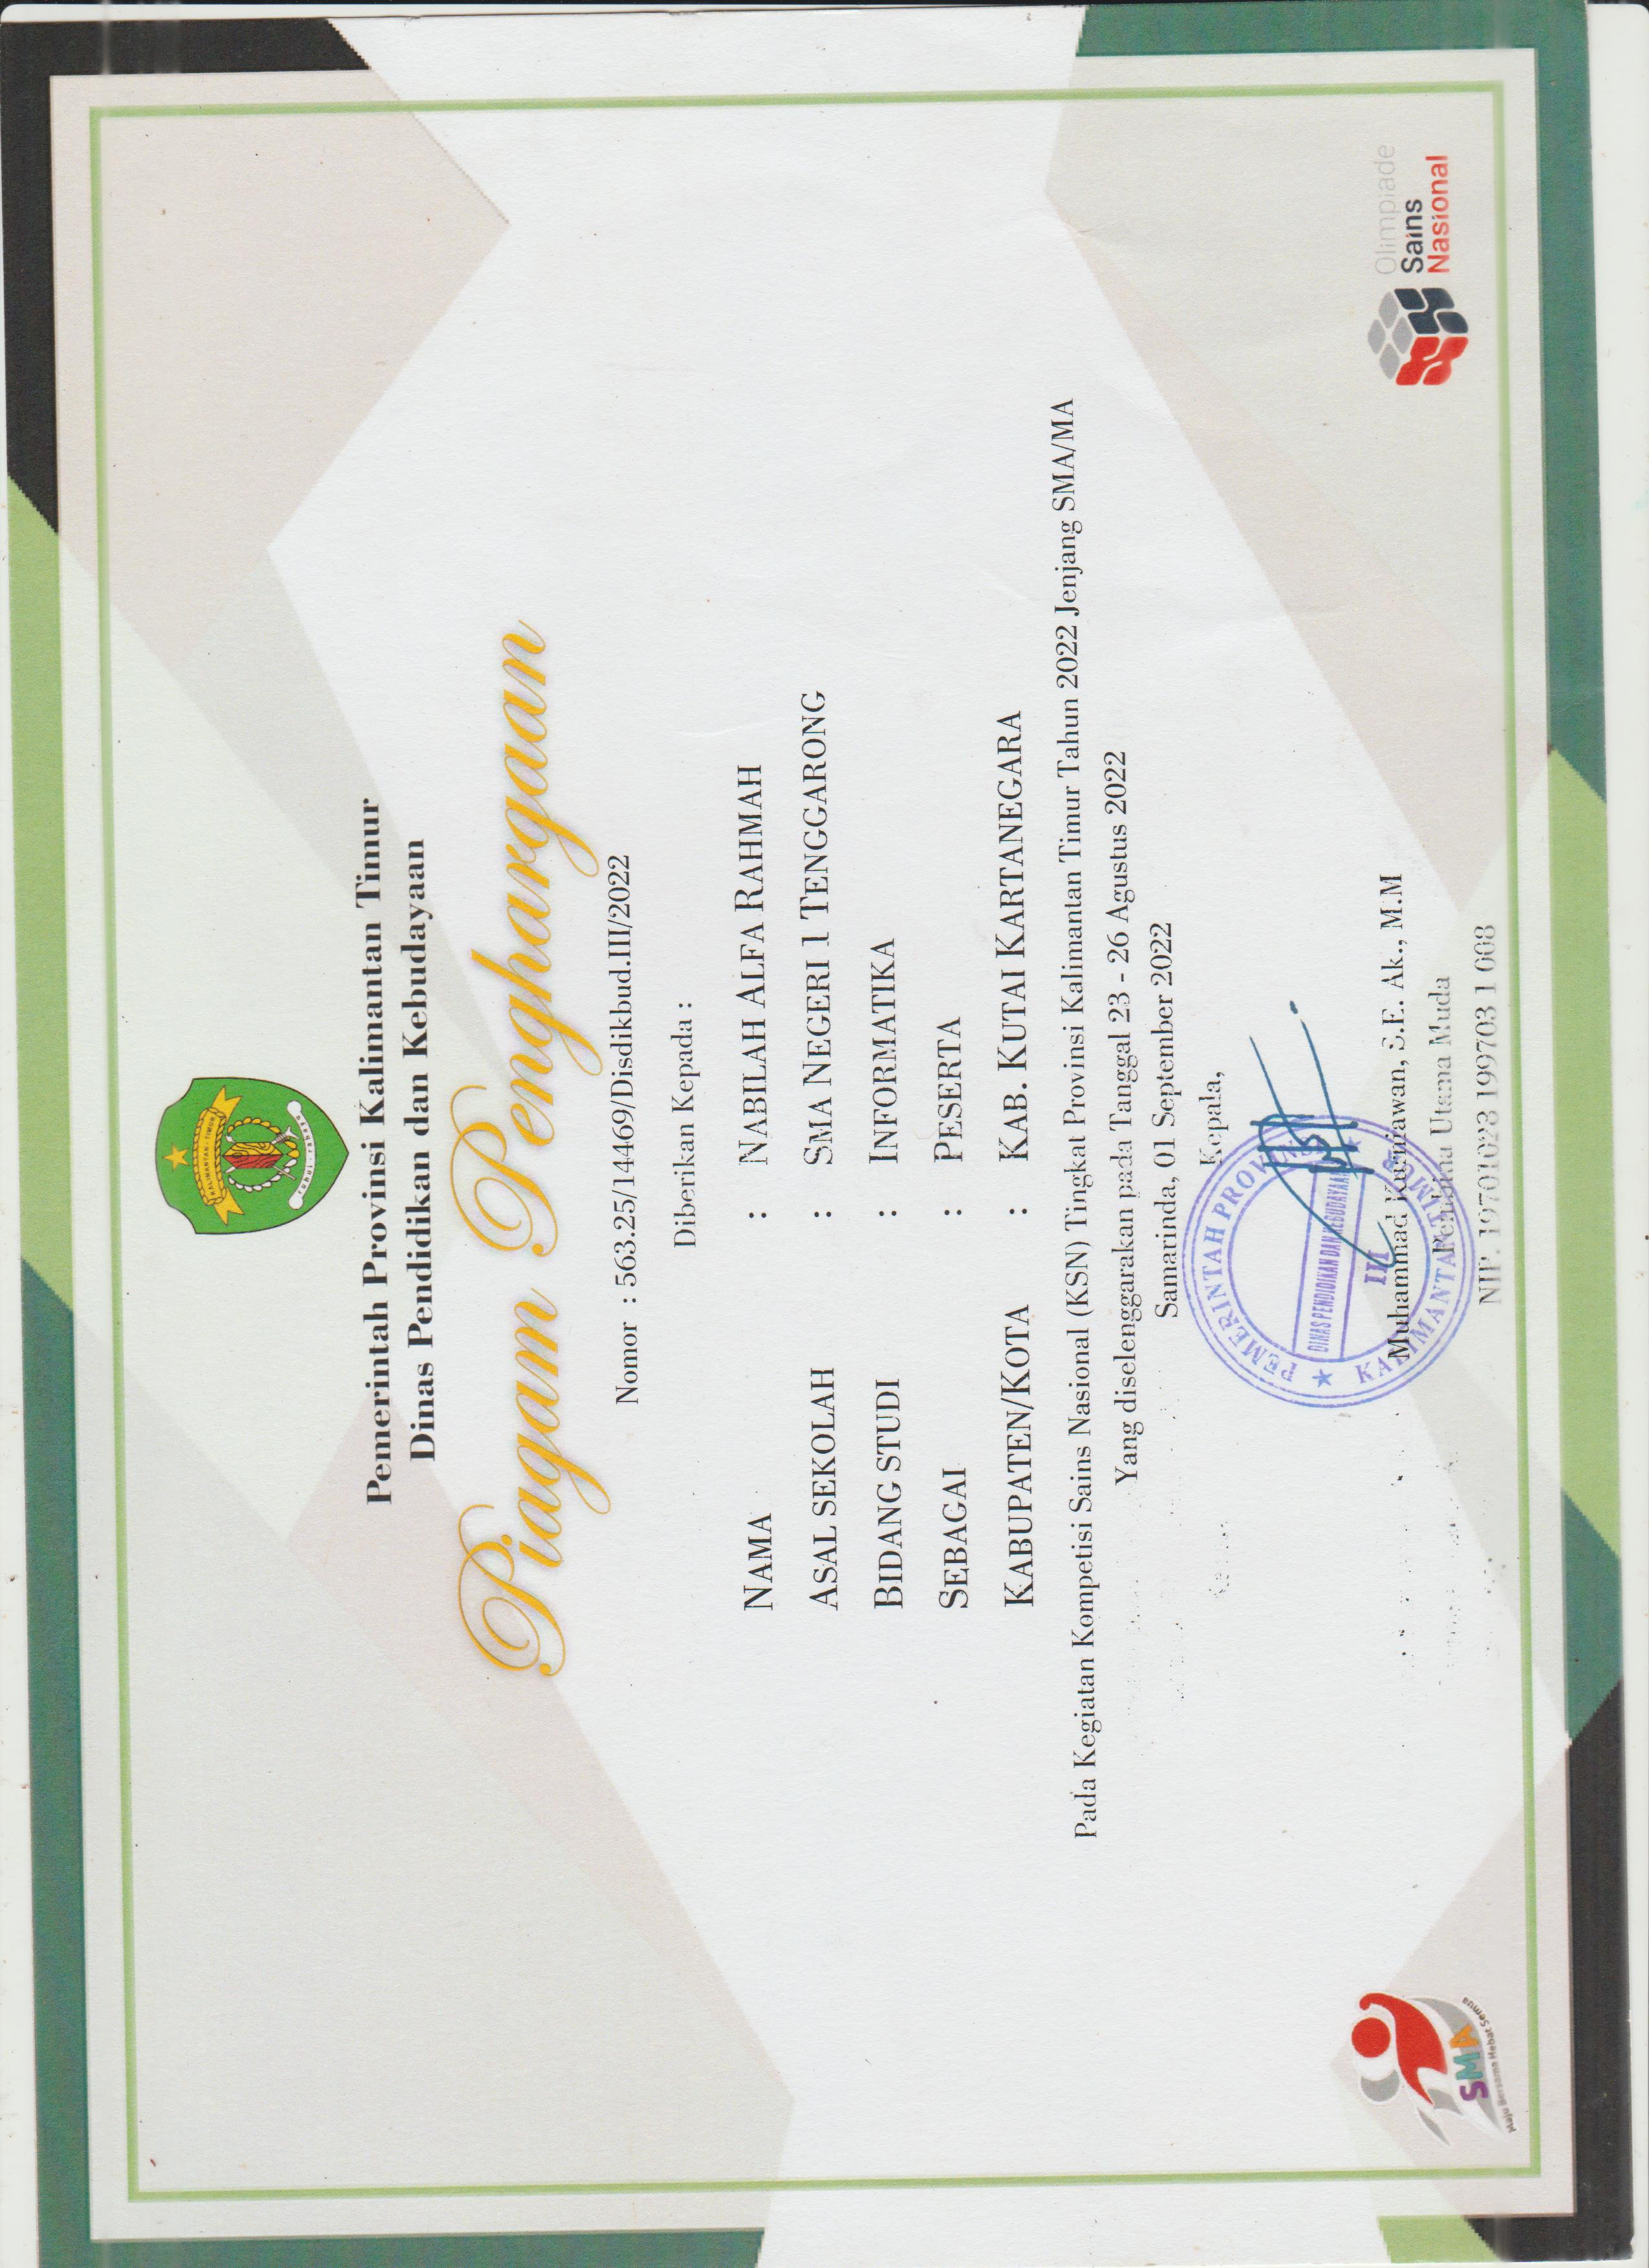 KALIMANTAN - TIMUR
ruhui - rahayu
Pemerintah Provinsi Kalimantan Timur
Dinas Pendidikan dan Kebudayaan
Piagam Penghargaan
Nomor : 563.25/14469/Disdikbud.III/2022
Diberikan Kepada :
NAMA : NABILAH ALFA RAHMAH
ASAL SEKOLAH : SMA NEGERI 1 TENGGARONG
BIDANG STUDI : INFORMATIKA
SEBAGAI : PESERTA
KABUPATEN/KOTA : KAB. KUTAI KARTANEGARA
Pada Kegiatan Kompetisi Sains Nasional (KSN) Tingkat Provinsi Kalimantan Timur Tahun 2022 Jenjang SMA/MA
Yang diselenggarakan pada Tanggal 23 - 26 Agustus 2022
Samarinda, 01 September 2022
Kepala,
PEMERINTAH PROVINSI
DINAS PENDIDIKAN DAN KEBUDAYAAN
III
KALIMANTAN TIMUR
Muhammad Kurniawan, S.E. Ak., M.M
Pembina Utama Muda
NIP. 19701023 199703 1 008
SMA
Maju Bersama Hebat Semua
Olimpiade
Sains
Nasional